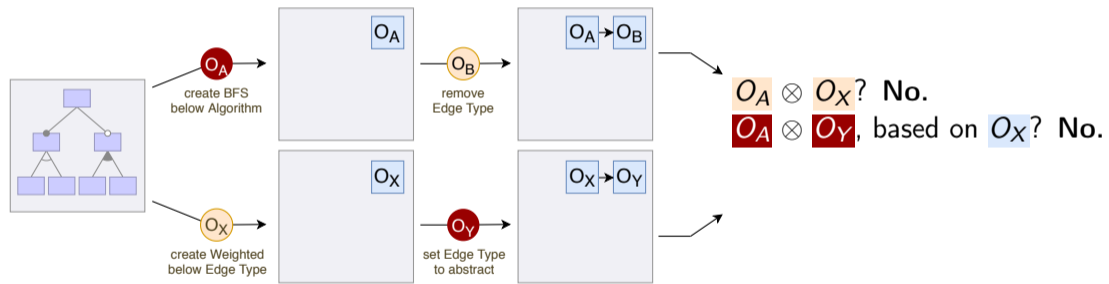 O_A
create BFS
below Algorithm
O_A
O_B
remove
Edge Type
O_A→O_B
O_X
create Weighted
below Edge Type
O_X
O_Y
set Edge Type
to abstract
O_X→O_Y
O_A ⊗ O_X? No.
O_A ⊗ O_Y, based on O_X? No.